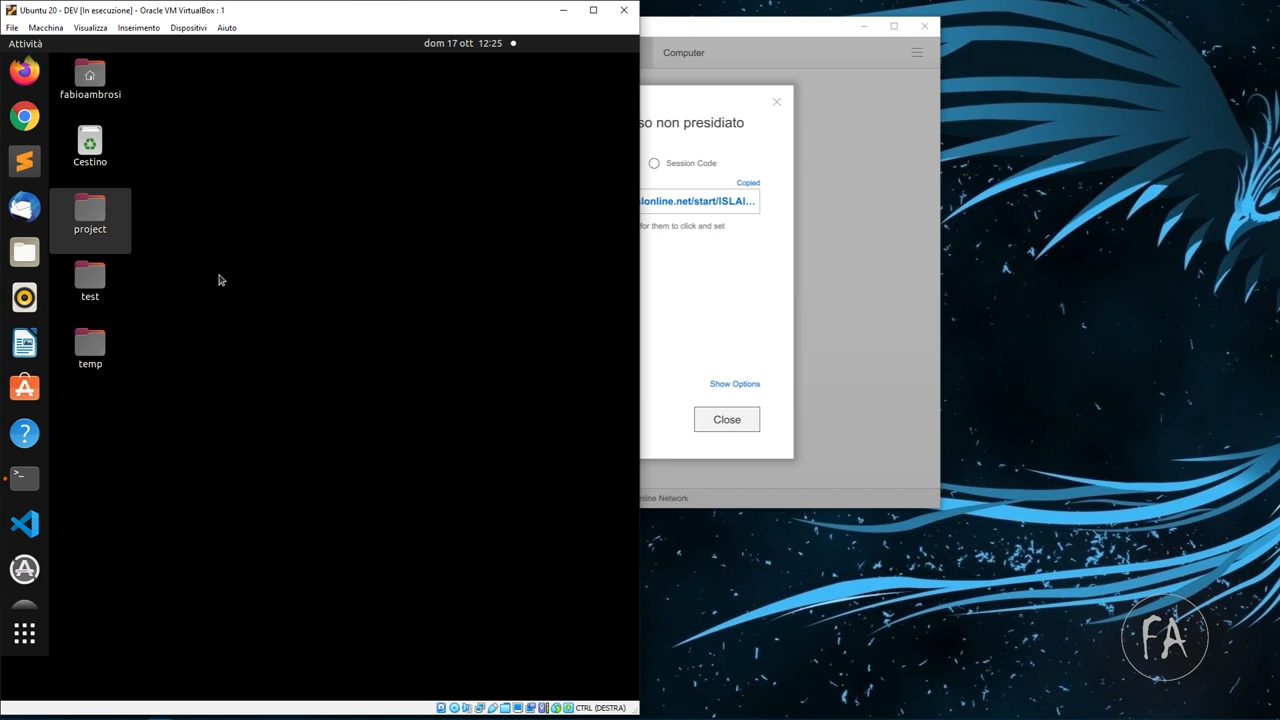 Ubuntu 20 - DEV [In esecuzione] - Oracle VM VirtualBox : 1
File Macchina Visualizza Inserimento Dispositivi Aiuto
Attività
dom 17 ott 12:25
fabioambrosi
Cestino
project
test
temp
CTRL (DESTRA)
Computer
so non presidiato
Session Code
Copied
slonline.net/start/ISLAl...
for them to click and set
Show Options
Close
nline Network
FA